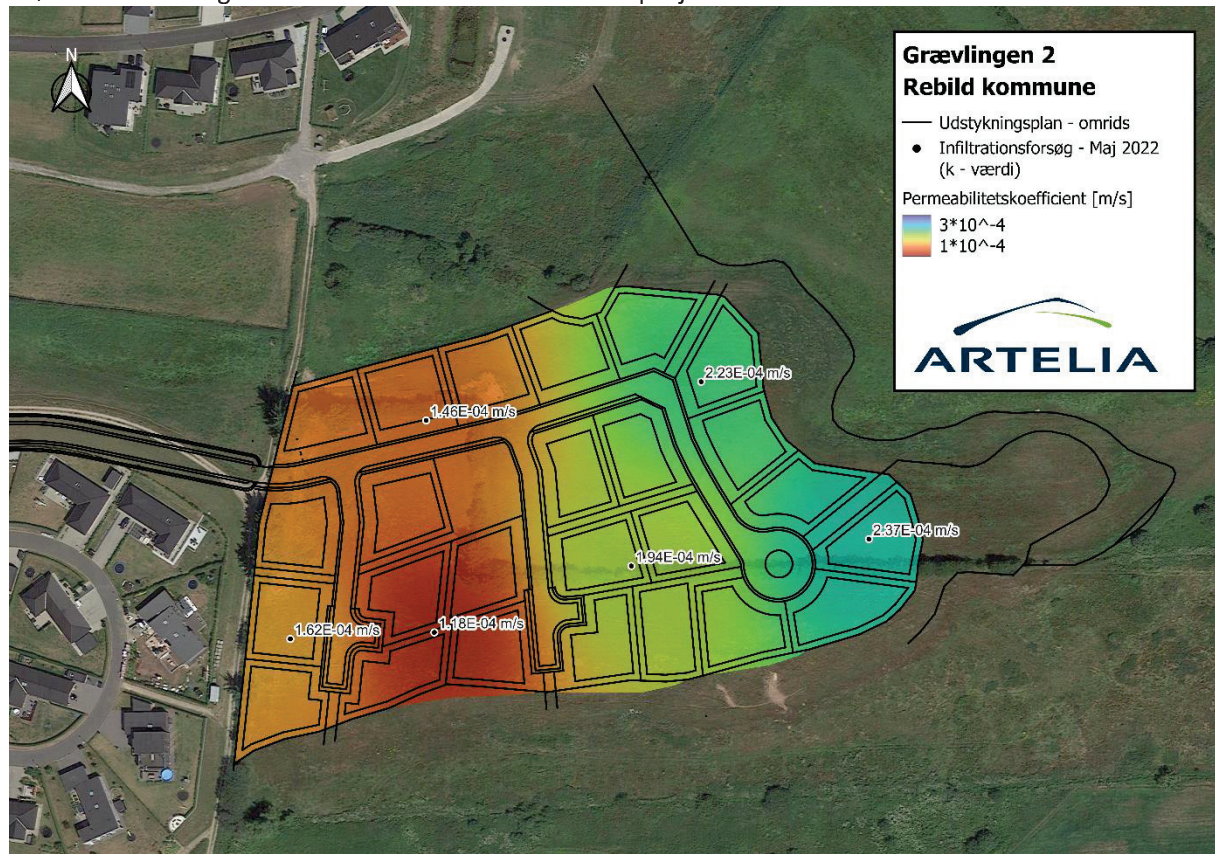 N
Grævlingen 2
Rebild kommune
Udstykningsplan - omrids
Infiltrationsforsøg - Maj 2022
(k - værdi)
Permeabilitetskoefficient [m/s]
3*10^-4
1*10^-4
ARTELIA
2.23E-04 m/s
1.46E-04 m/s
2.37E-04 m/s
1.94E-04 m/s
1.62E-04 m/s
1.18E-04 m/s